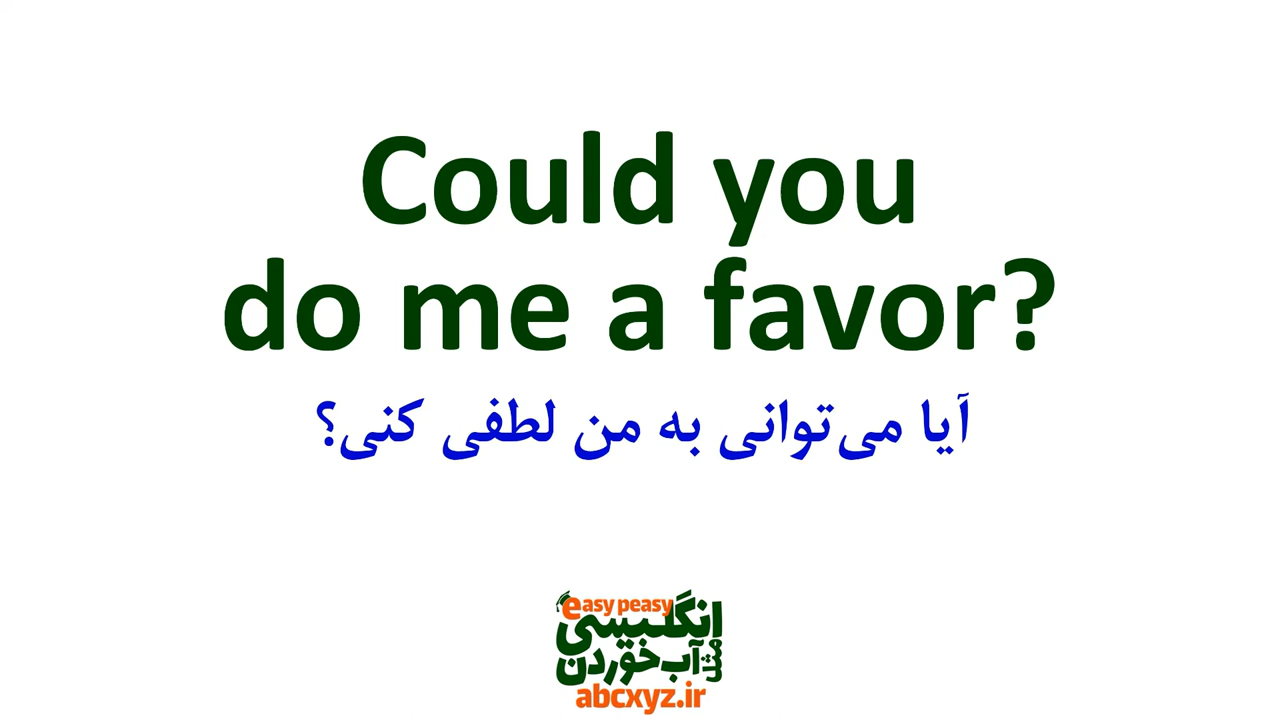 Could you
do me a favor?
آیا می‌توانی به من لطفی کنی؟
easy peasy
انگلیسی
مثل آب خوردن
abcxyz.ir